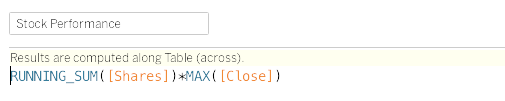 Stock Performance
Results are computed along Table (across).
RUNNING_SUM([Shares])*MAX([Close])